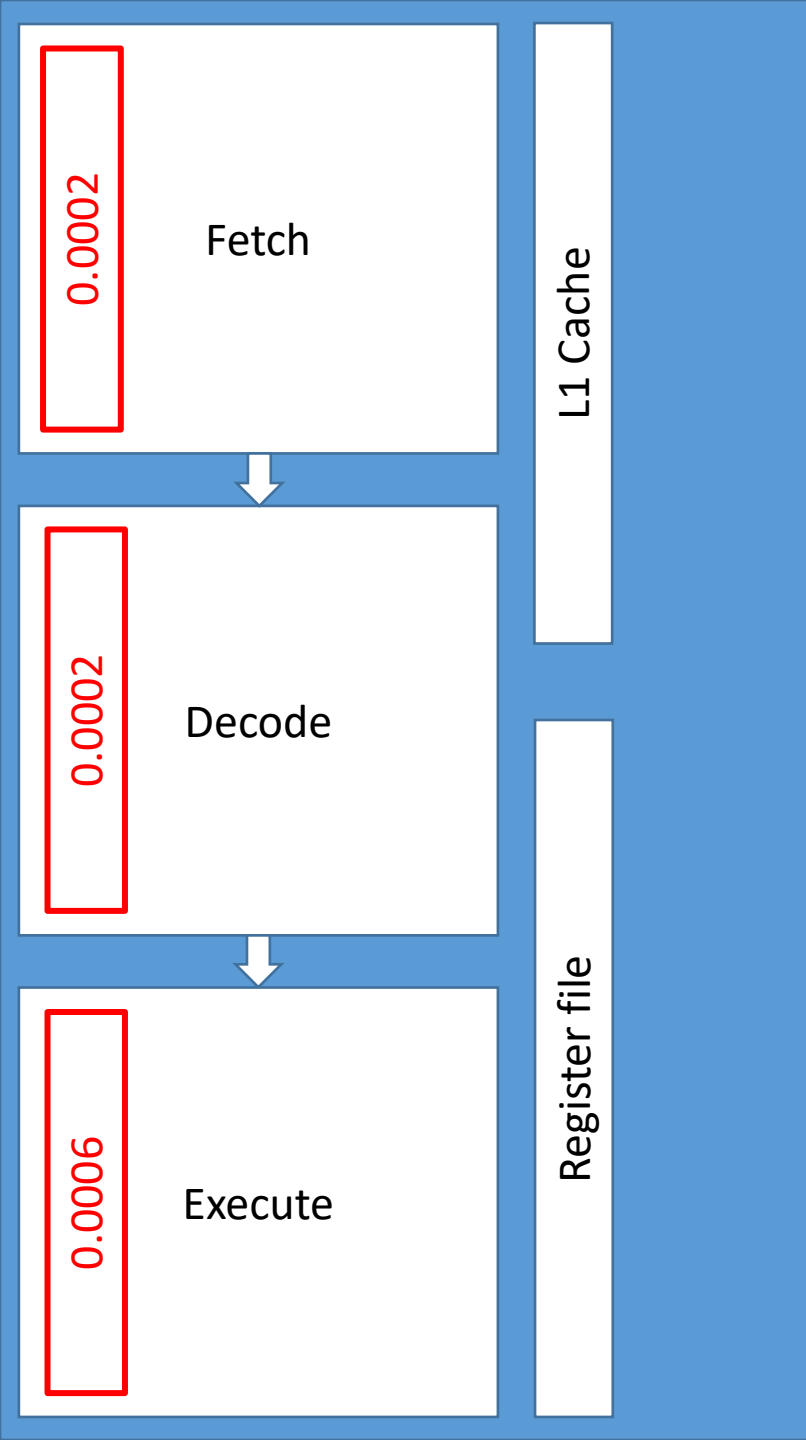 0.0002
Fetch
L1 Cache
0.0002
Decode
0.0006
Execute
Register file